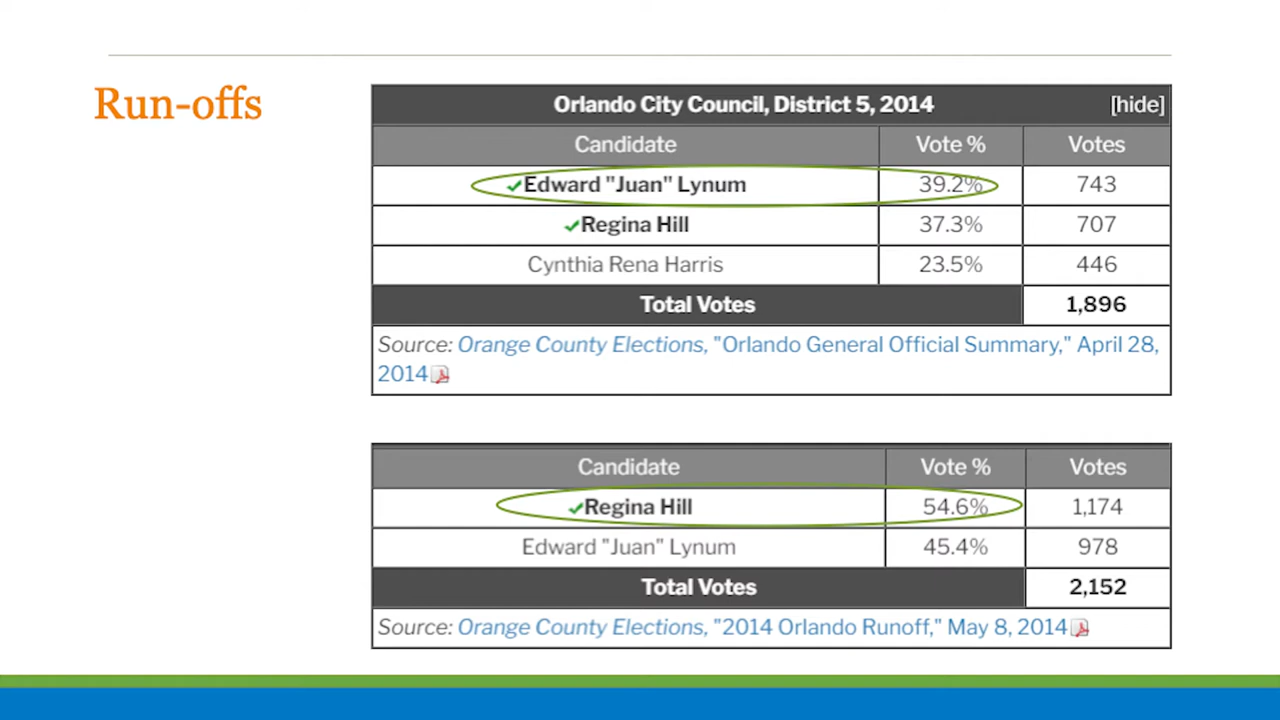 Run-offs
Orlando City Council, District 5, 2014 [hide]
Candidate Vote % Votes
Edward "Juan" Lynum 39.2% 743
Regina Hill 37.3% 707
Cynthia Rena Harris 23.5% 446
Total Votes 1,896
Source: Orange County Elections, "Orlando General Official Summary," April 28,
2014
Candidate Vote % Votes
Regina Hill 54.6% 1,174
Edward "Juan" Lynum 45.4% 978
Total Votes 2,152
Source: Orange County Elections, "2014 Orlando Runoff," May 8, 2014